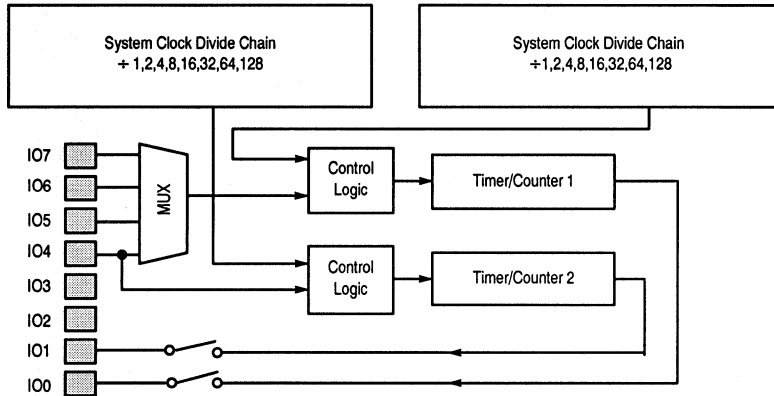 System Clock Divide Chain
÷ 1,2,4,8,16,32,64,128
System Clock Divide Chain
÷1,2,4,8,16,32,64,128
IO7
IO6
IO5
IO4
IO3
IO2
IO1
IO0
MUX
Control
Logic
Timer/Counter 1
Control
Logic
Timer/Counter 2